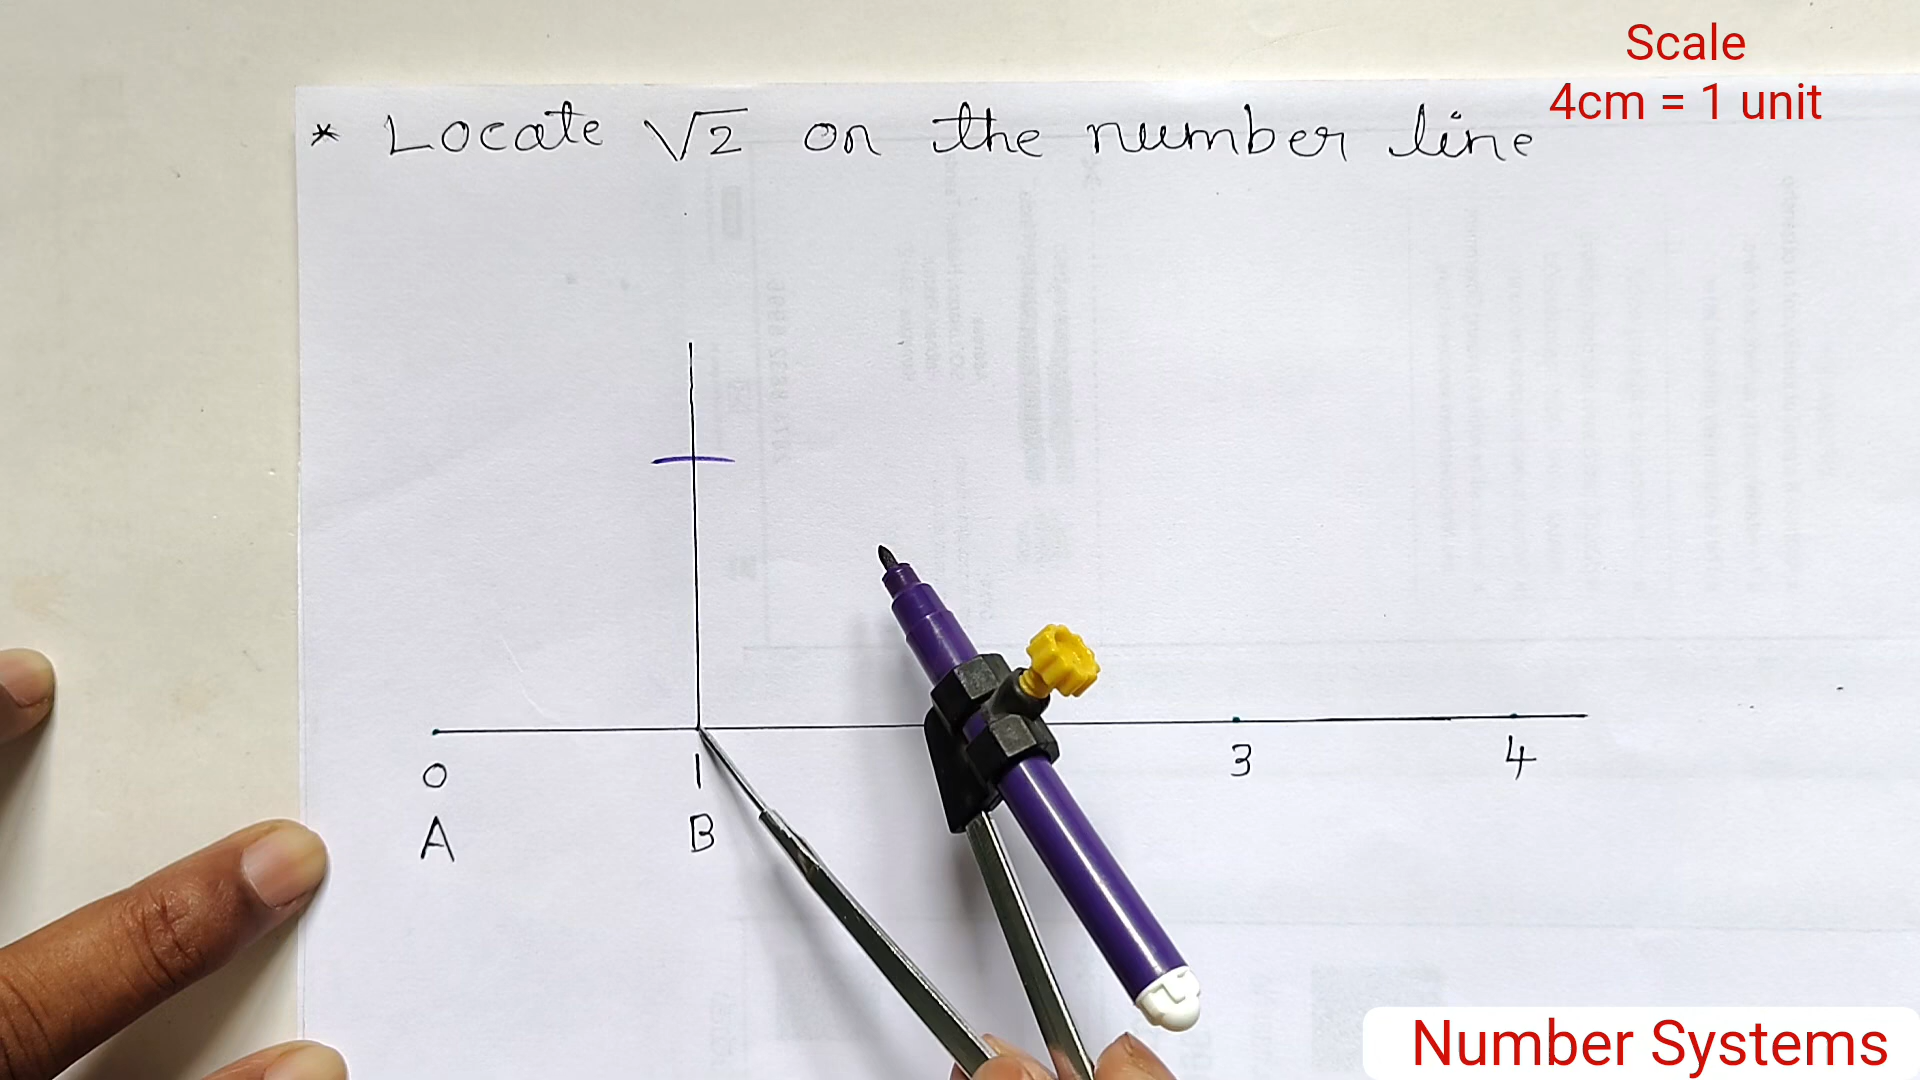 Scale
4cm = 1 unit
* Locate √2 on the number line
0 1 3 4
A B
Number Systems